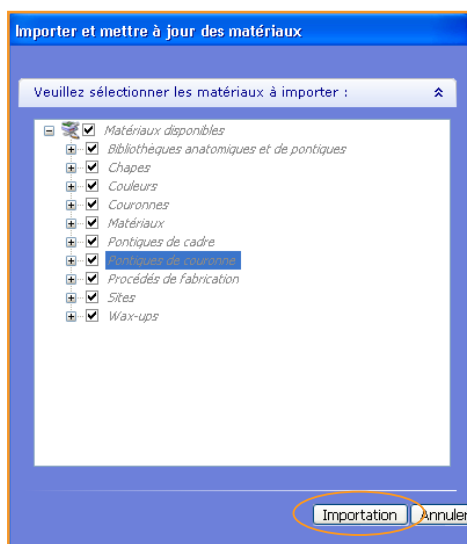 Importer et mettre à jour des matériaux
Veuillez sélectionner les matériaux à importer :
Matériaux disponibles
Bibliothèques anatomiques et de pontiques
Chapes
Couleurs
Couronnes
Matériaux
Pontiques de cadre
Pontiques de couronne
Procédés de fabrication
Sites
Wax-ups
Importation
Annuler